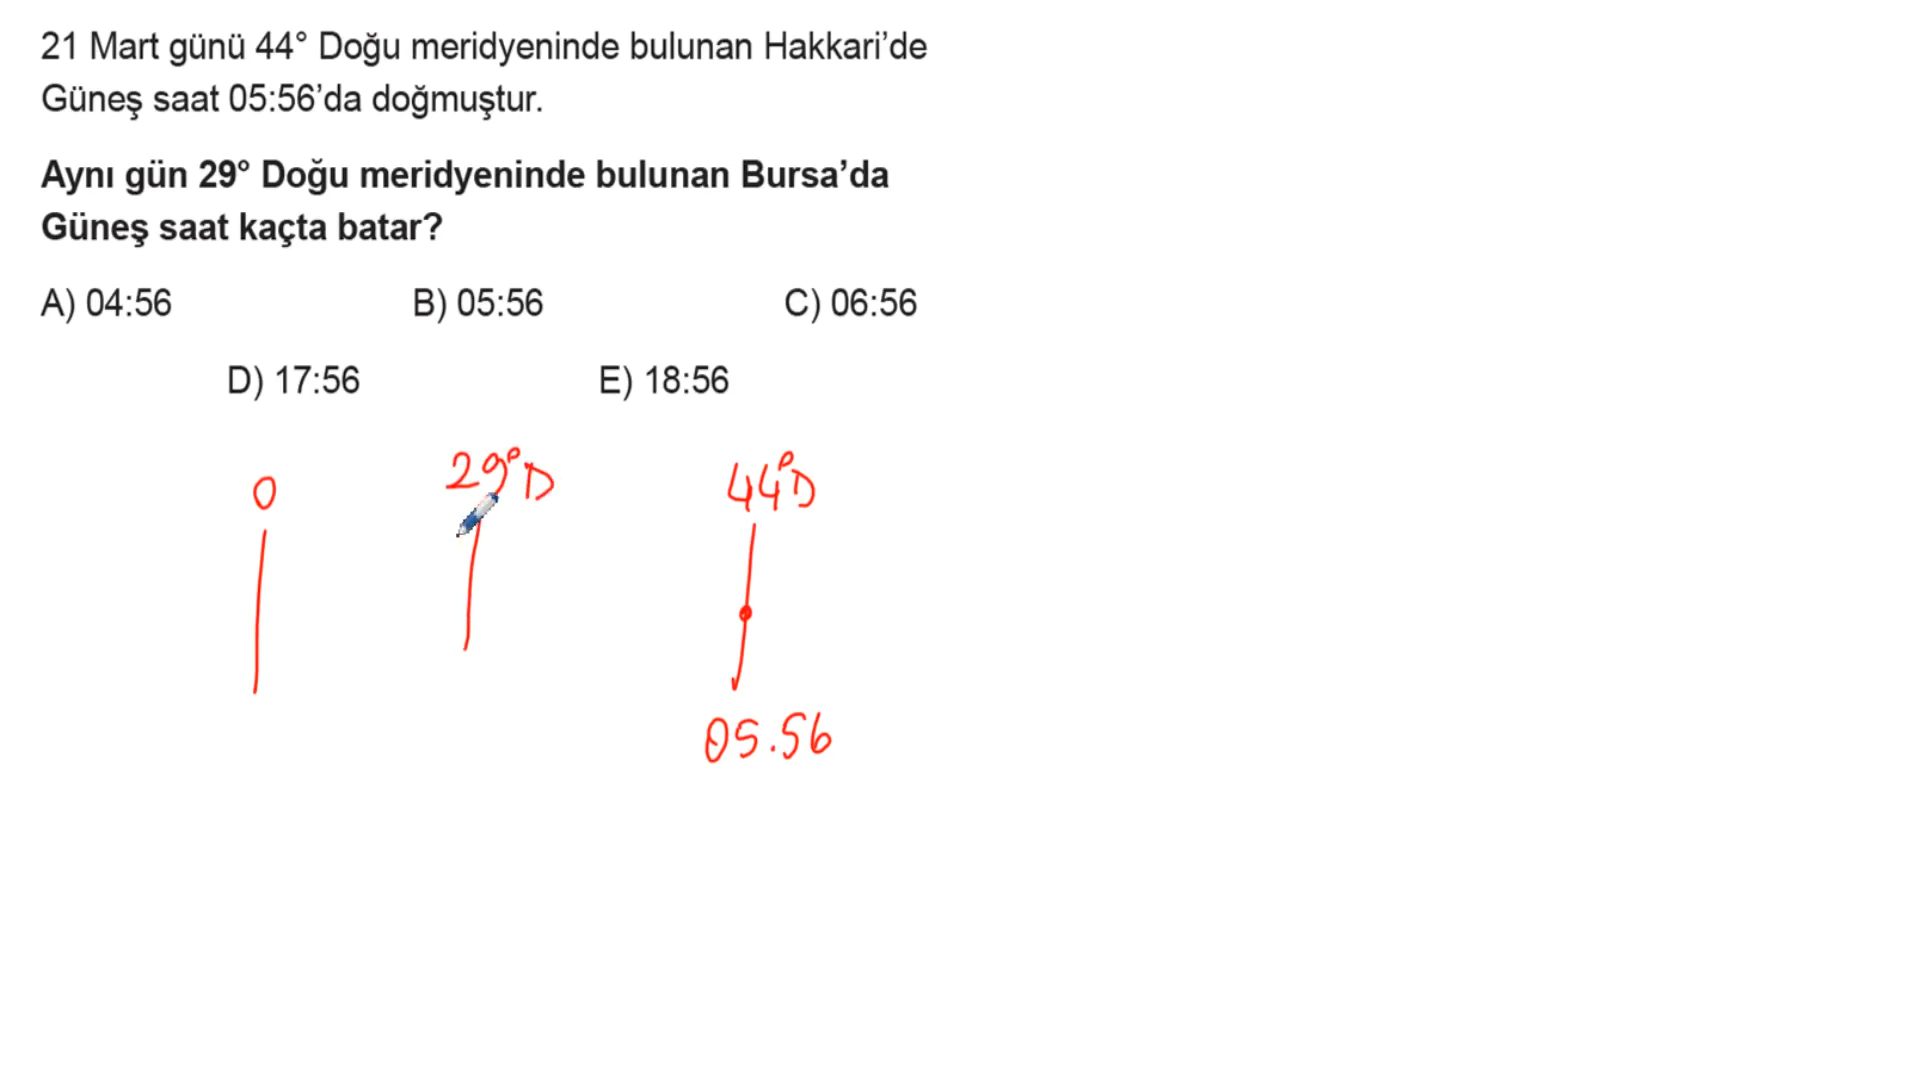 21 Mart günü 44° Doğu meridyeninde bulunan Hakkari’de
Güneş saat 05:56’da doğmuştur.
Aynı gün 29° Doğu meridyeninde bulunan Bursa’da
Güneş saat kaçta batar?
A) 04:56 B) 05:56 C) 06:56
D) 17:56 E) 18:56
0 29°D 44°D
05.56